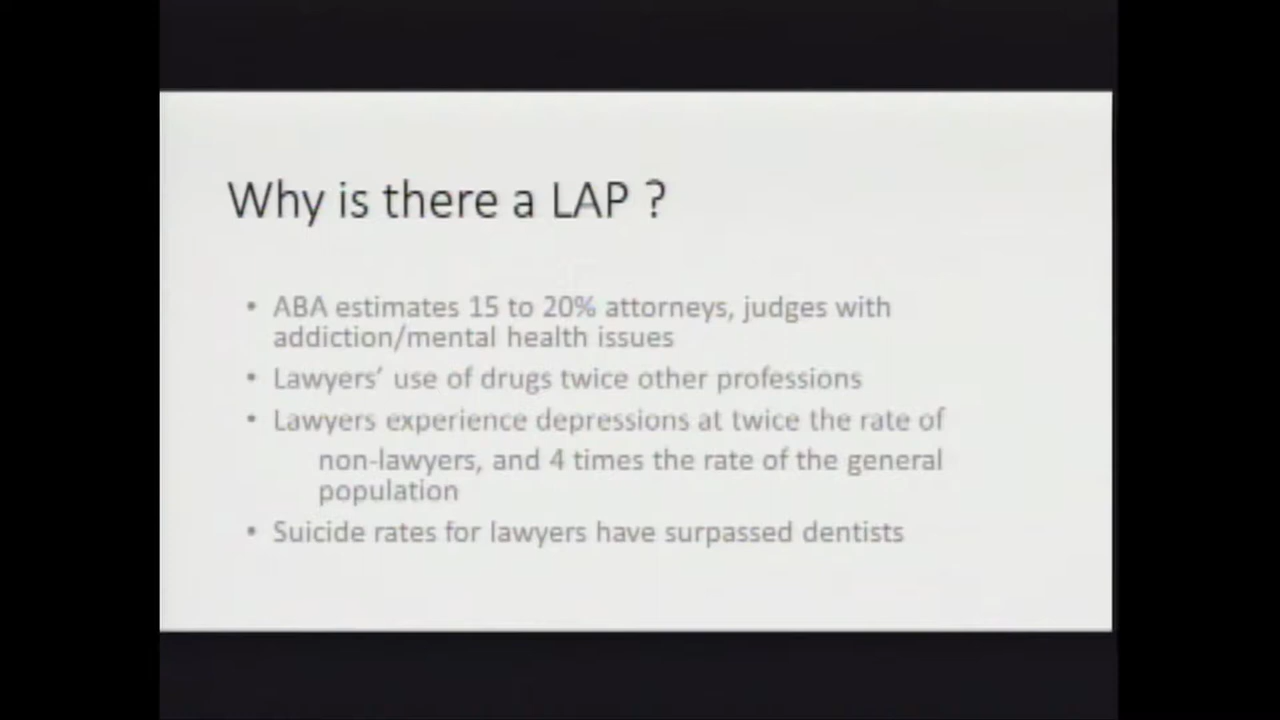 Why is there a LAP ?
• ABA estimates 15 to 20% attorneys, judges with
addiction/mental health issues
• Lawyers’ use of drugs twice other professions
• Lawyers experience depressions at twice the rate of
non-lawyers, and 4 times the rate of the general
population
• Suicide rates for lawyers have surpassed dentists